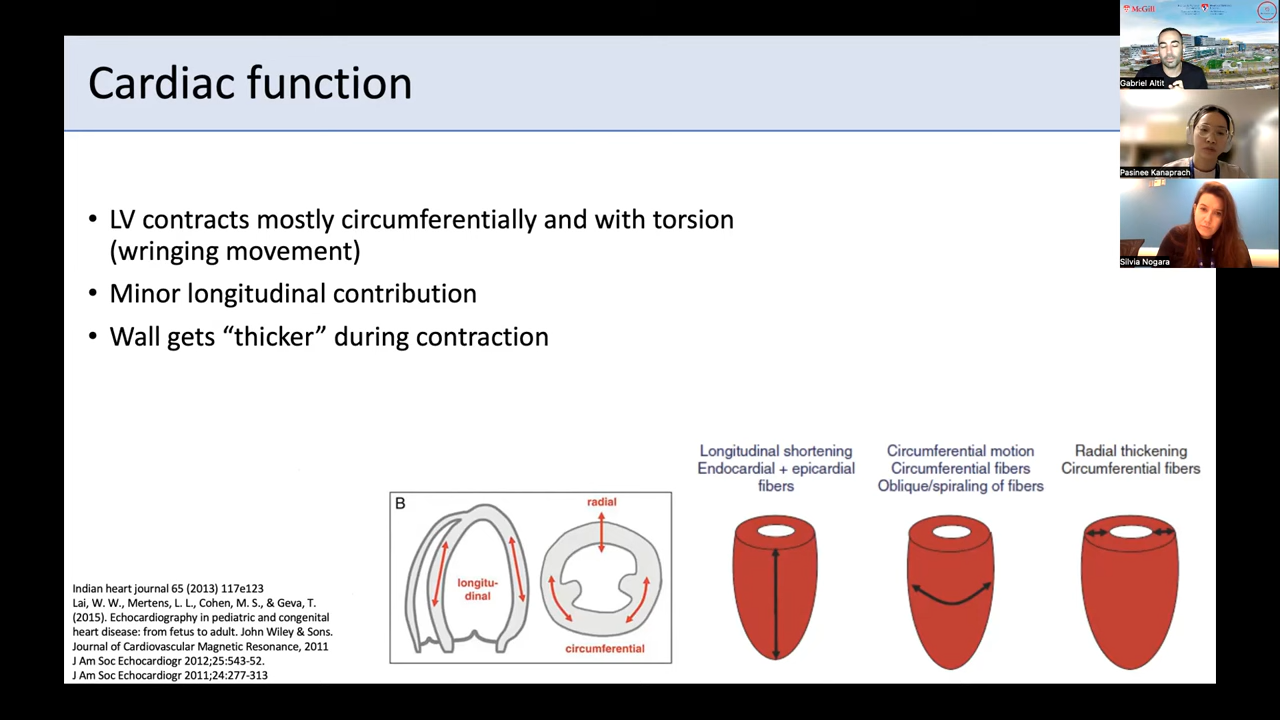 Cardiac function
• LV contracts mostly circumferentially and with torsion
(wringing movement)
• Minor longitudinal contribution
• Wall gets “thicker” during contraction
Longitudinal shortening
Endocardial + epicardial
fibers
Circumferential motion
Circumferential fibers
Oblique/spiraling of fibers
Radial thickening
Circumferential fibers
B
radial
longitu-
dinal
circumferential
Indian heart journal 65 (2013) 117e123
Lai, W. W., Mertens, L. L., Cohen, M. S., & Geva, T.
(2015). Echocardiography in pediatric and congenital
heart disease: from fetus to adult. John Wiley & Sons.
Journal of Cardiovascular Magnetic Resonance, 2011
J Am Soc Echocardiogr 2012;25:543-52.
J Am Soc Echocardiogr 2011;24:277-313
McGill
Gabriel Altit
Pasinee Kanaprach
Silvia Nogara